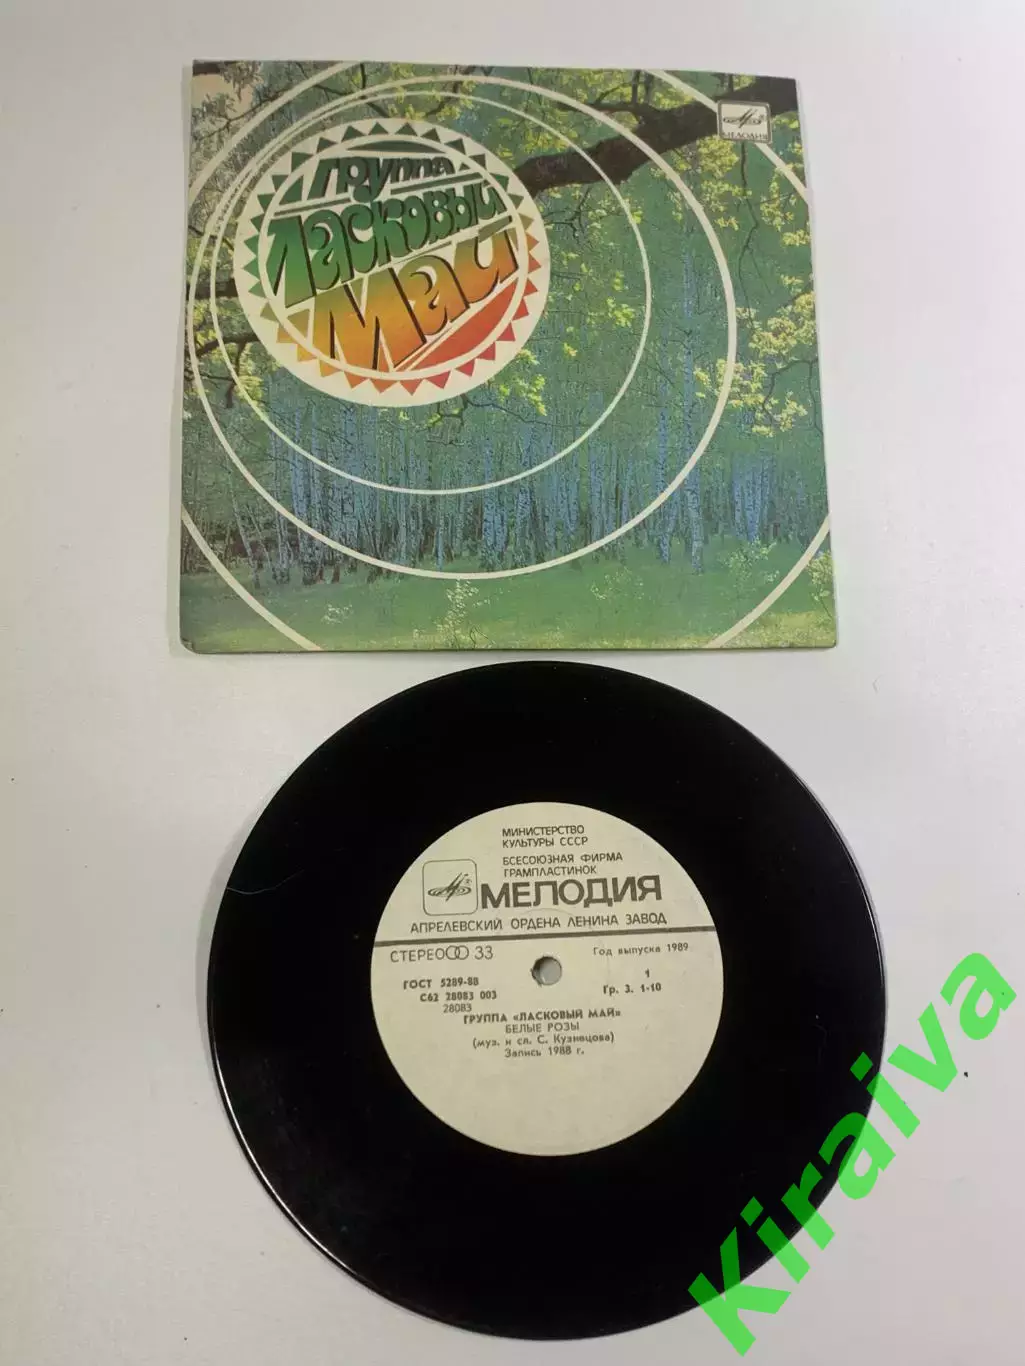 Группа
Ласковый
Май
МЕЛОДИЯ
МИНИСТЕРСТВО
КУЛЬТУРЫ СССР
ВСЕСОЮЗНАЯ ФИРМА
ГРАМПЛАСТИНОК
МЕЛОДИЯ
АПРЕЛЕВСКИЙ ОРДЕНА ЛЕНИНА ЗАВОД
СТЕРЕО 33
Год выпуска 1989
ГОСТ 5289-88
1
С62 28083 003
Гр. 3. 1-10
28083
ГРУППА «ЛАСКОВЫЙ МАЙ»
БЕЛЫЕ РОЗЫ
(муз. и сл. С. Кузнецова)
Запись 1988 г.
Kiraiva